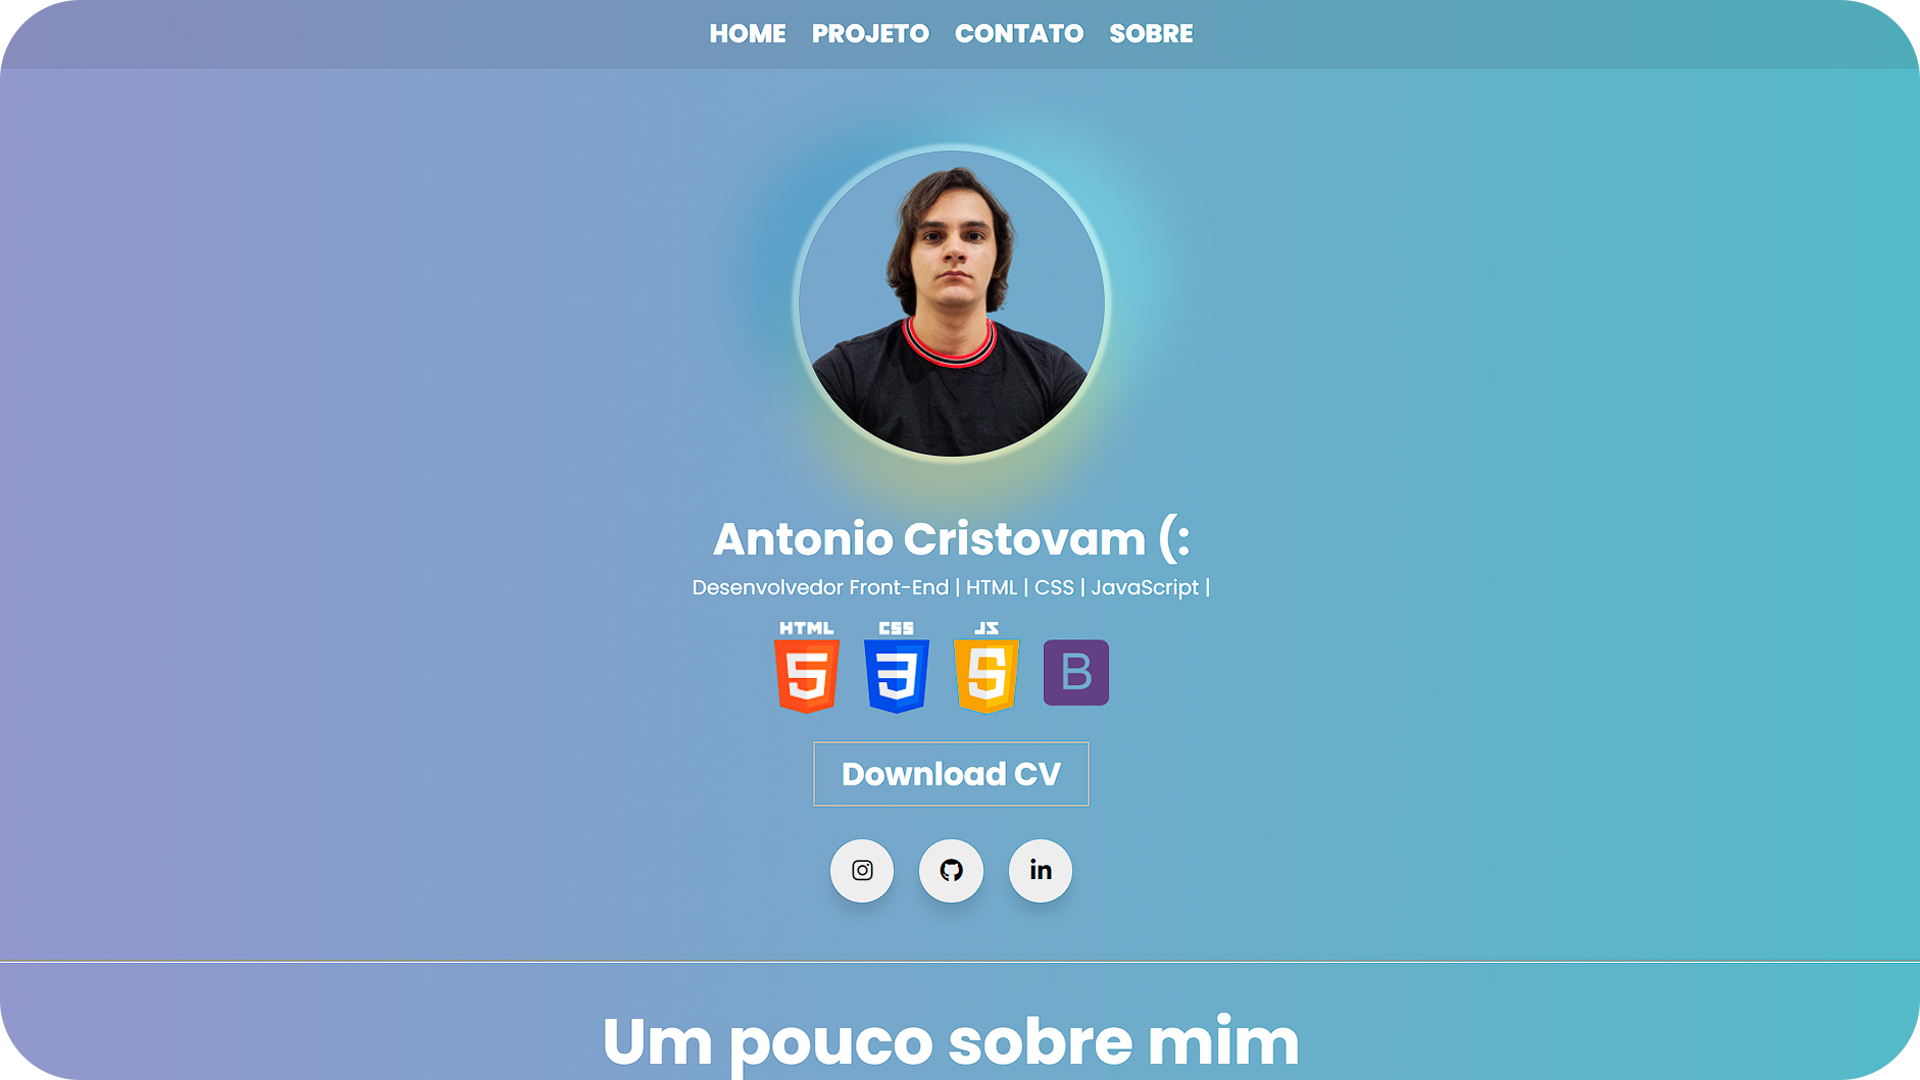 HOME PROJETO CONTATO SOBRE
Antonio Cristovam (:
Desenvolvedor Front-End | HTML | CSS | JavaScript |
HTML CSS JS
5 3 S B
Download CV
in
Um pouco sobre mim